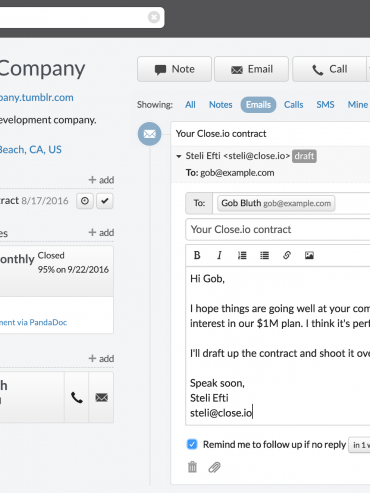 Company
Note
Email
Call
pany.tumblr.com
Showing:
All
Notes
Emails
Calls
SMS
Mine
evelopment company.
Your Close.io contract
Beach, CA, US
Steli Efti <steli@close.io> draft
To: gob@example.com
+ add
ract 8/17/2016
To:
Gob Bluth gob@example.com
es
+ add
Your Close.io contract
onthly
Closed
95% on 9/22/2016
B
I
Hi Gob,
I hope things are going well at your com
interest in our $1M plan. I think it's perf
ment via PandaDoc
I'll draft up the contract and shoot it ove
+ add
Speak soon,
Steli Efti
steli@close.io
Remind me to follow up if no reply
in 1 w